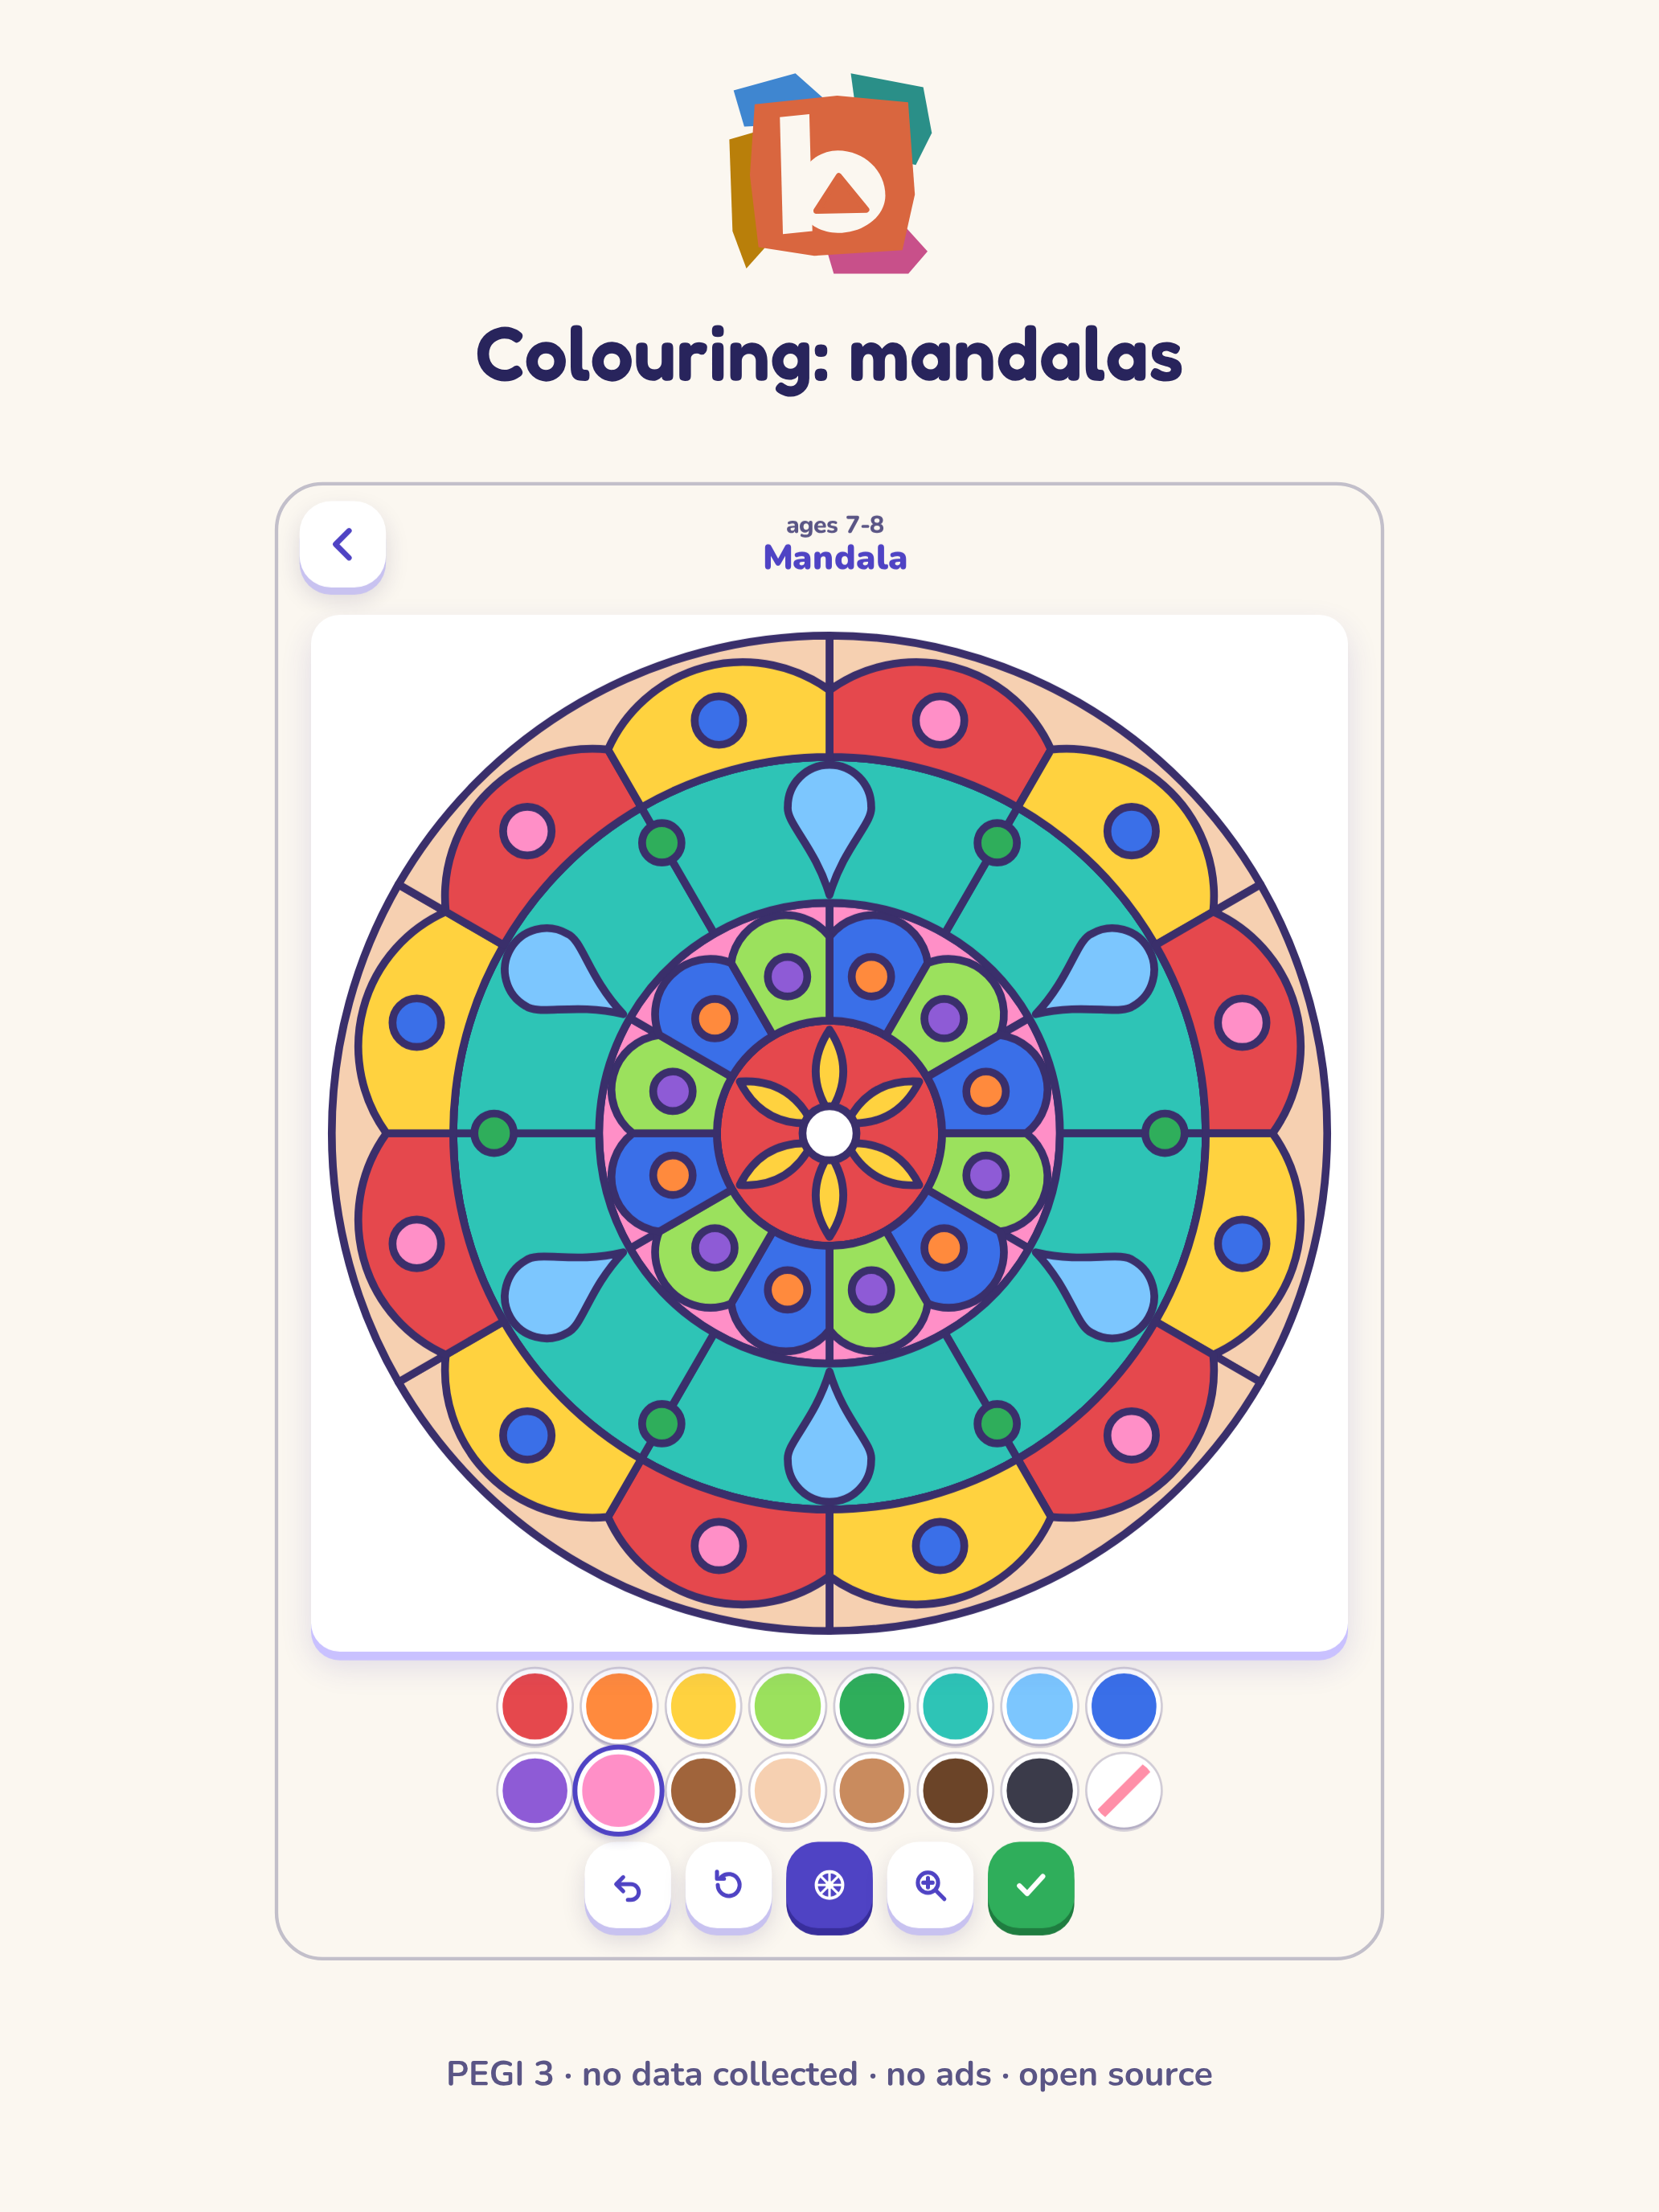 b
Colouring: mandalas
ages 7-8
Mandala
PEGI 3 · no data collected · no ads · open source